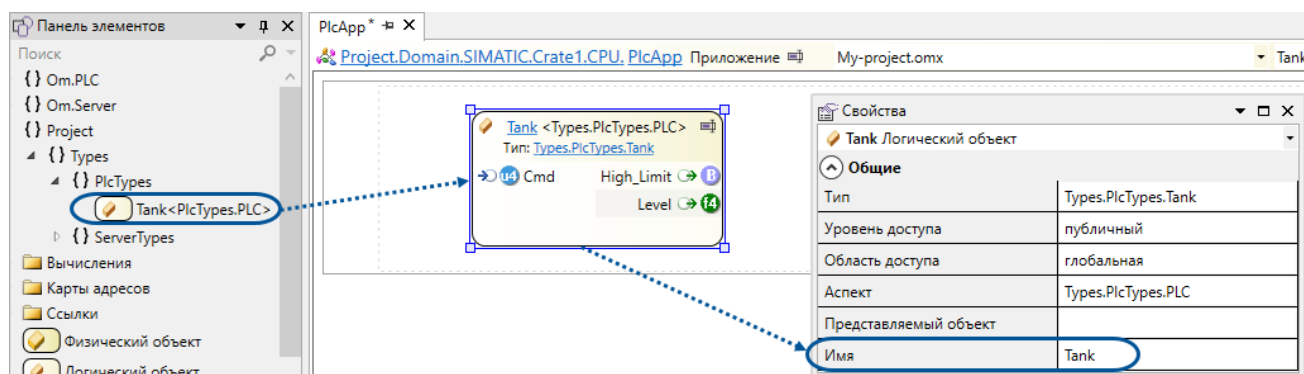 Панель элементов
Поиск
{ } Om.PLC
{ } Om.Server
{ } Project
{ } Types
{ } PlcTypes
Tank<PlcTypes.PLC>
{ } ServerTypes
Вычисления
Карты адресов
Ссылки
Физический объект
Логический объект
PlcApp*
Project.Domain.SIMATIC.Crate1.CPU. PlcApp Приложение My-project.omx Tank
Tank <Types.PlcTypes.PLC>
Тип: Types.PlcTypes.Tank
u4 Cmd High_Limit B
Level f4
Свойства
Tank Логический объект
Общие
Тип Types.PlcTypes.Tank
Уровень доступа публичный
Область доступа глобальная
Аспект Types.PlcTypes.PLC
Представляемый объект
Имя Tank